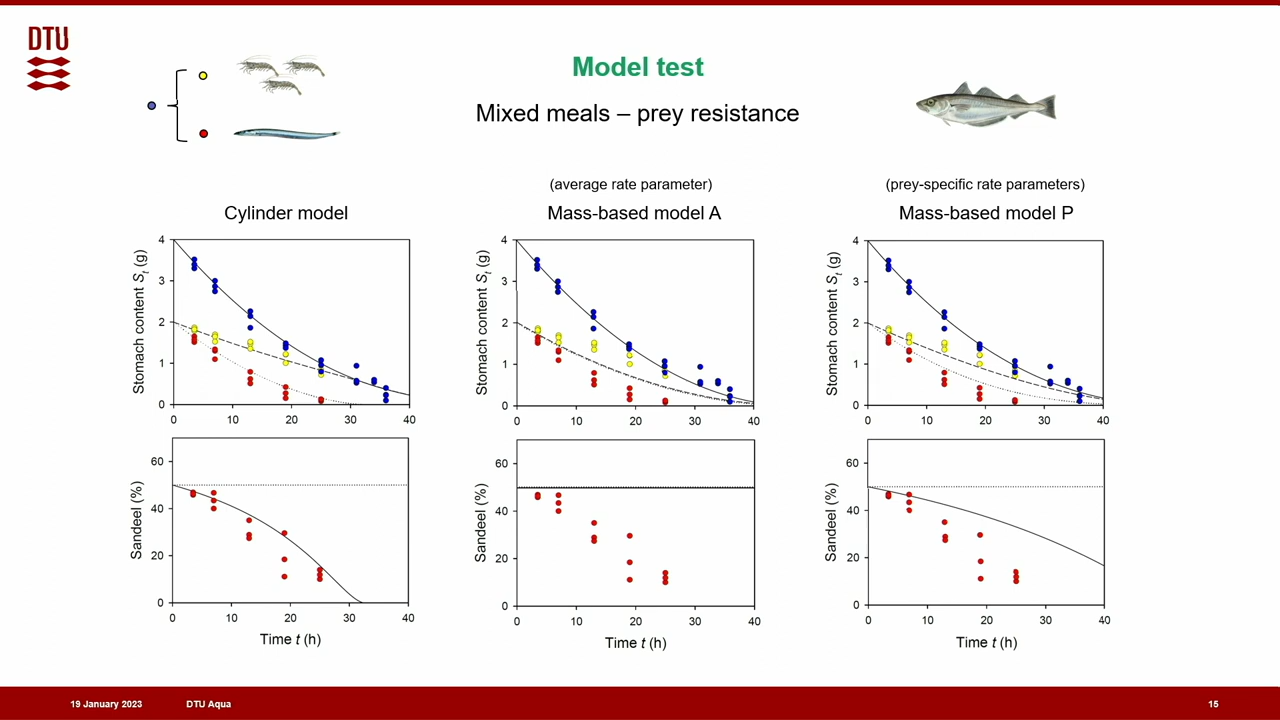 DTU
Model test
Mixed meals – prey resistance
(average rate parameter)
(prey-specific rate parameters)
Cylinder model
Mass-based model A
Mass-based model P
Stomach content St (g)
4
3
2
1
0
0 10 20 30 40
Stomach content St (g)
4
3
2
1
0
0 10 20 30 40
Stomach content St (g)
4
3
2
1
0
0 10 20 30 40
Sandeel (%)
60
40
20
0
0 10 20 30 40
Time t (h)
Sandeel (%)
60
40
20
0
0 10 20 30 40
Time t (h)
Sandeel (%)
60
40
20
0
0 10 20 30 40
Time t (h)
19 January 2023 DTU Aqua 15